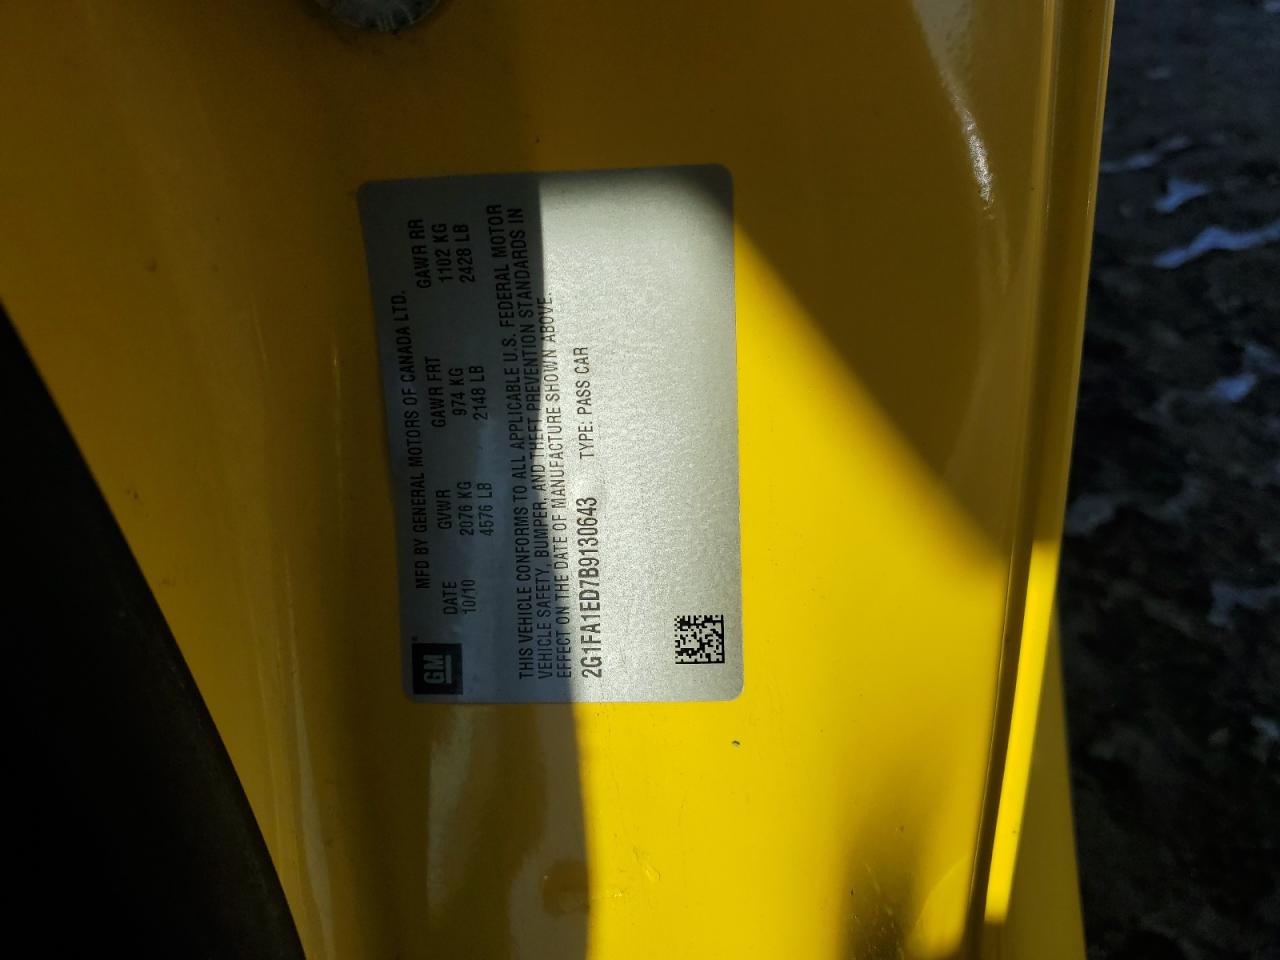 GM
MFD BY GENERAL MOTORS OF CANADA LTD.
DATE GVWR GAWR FRT GAWR RR
10/10 2076 KG 974 KG 1102 KG
4576 LB 2148 LB 2428 LB
THIS VEHICLE CONFORMS TO ALL APPLICABLE U.S. FEDERAL MOTOR
VEHICLE SAFETY, BUMPER, AND THEFT PREVENTION STANDARDS IN
EFFECT ON THE DATE OF MANUFACTURE SHOWN ABOVE.
2G1FA1ED7B9130643 TYPE: PASS CAR